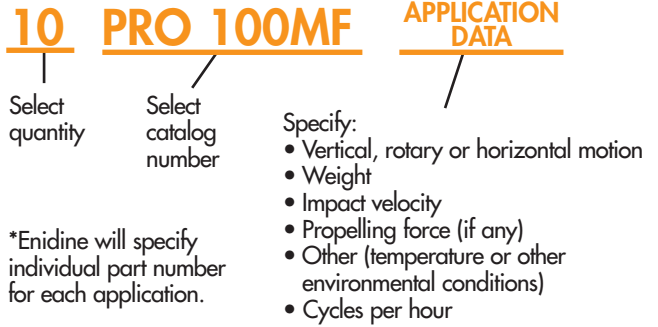 10 PRO 100MF APPLICATION
DATA
Select
quantity
Select
catalog
number
Specify:
• Vertical, rotary or horizontal motion
• Weight
• Impact velocity
• Propelling force (if any)
• Other (temperature or other
environmental conditions)
• Cycles per hour
*Enidine will specify
individual part number
for each application.